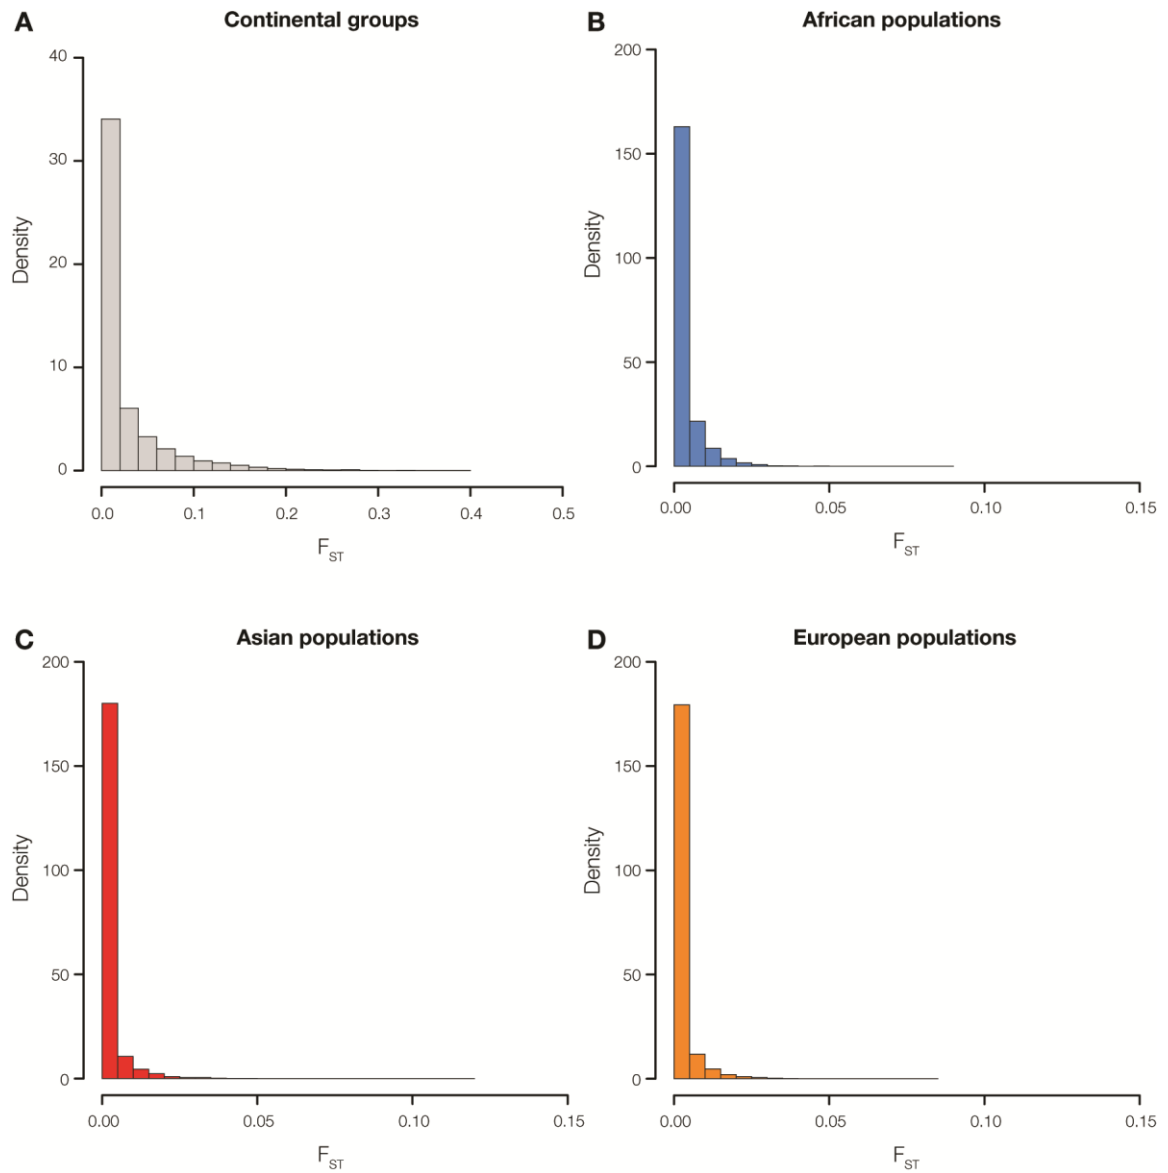 A Continental groups
40
30
20
10
0
Density
0.0 0.1 0.2 0.3 0.4 0.5
FST
B African populations
200
150
100
50
0
Density
0.00 0.05 0.10 0.15
FST
C Asian populations
200
150
100
50
0
Density
0.00 0.05 0.10 0.15
FST
D European populations
200
150
100
50
0
Density
0.00 0.05 0.10 0.15
FST